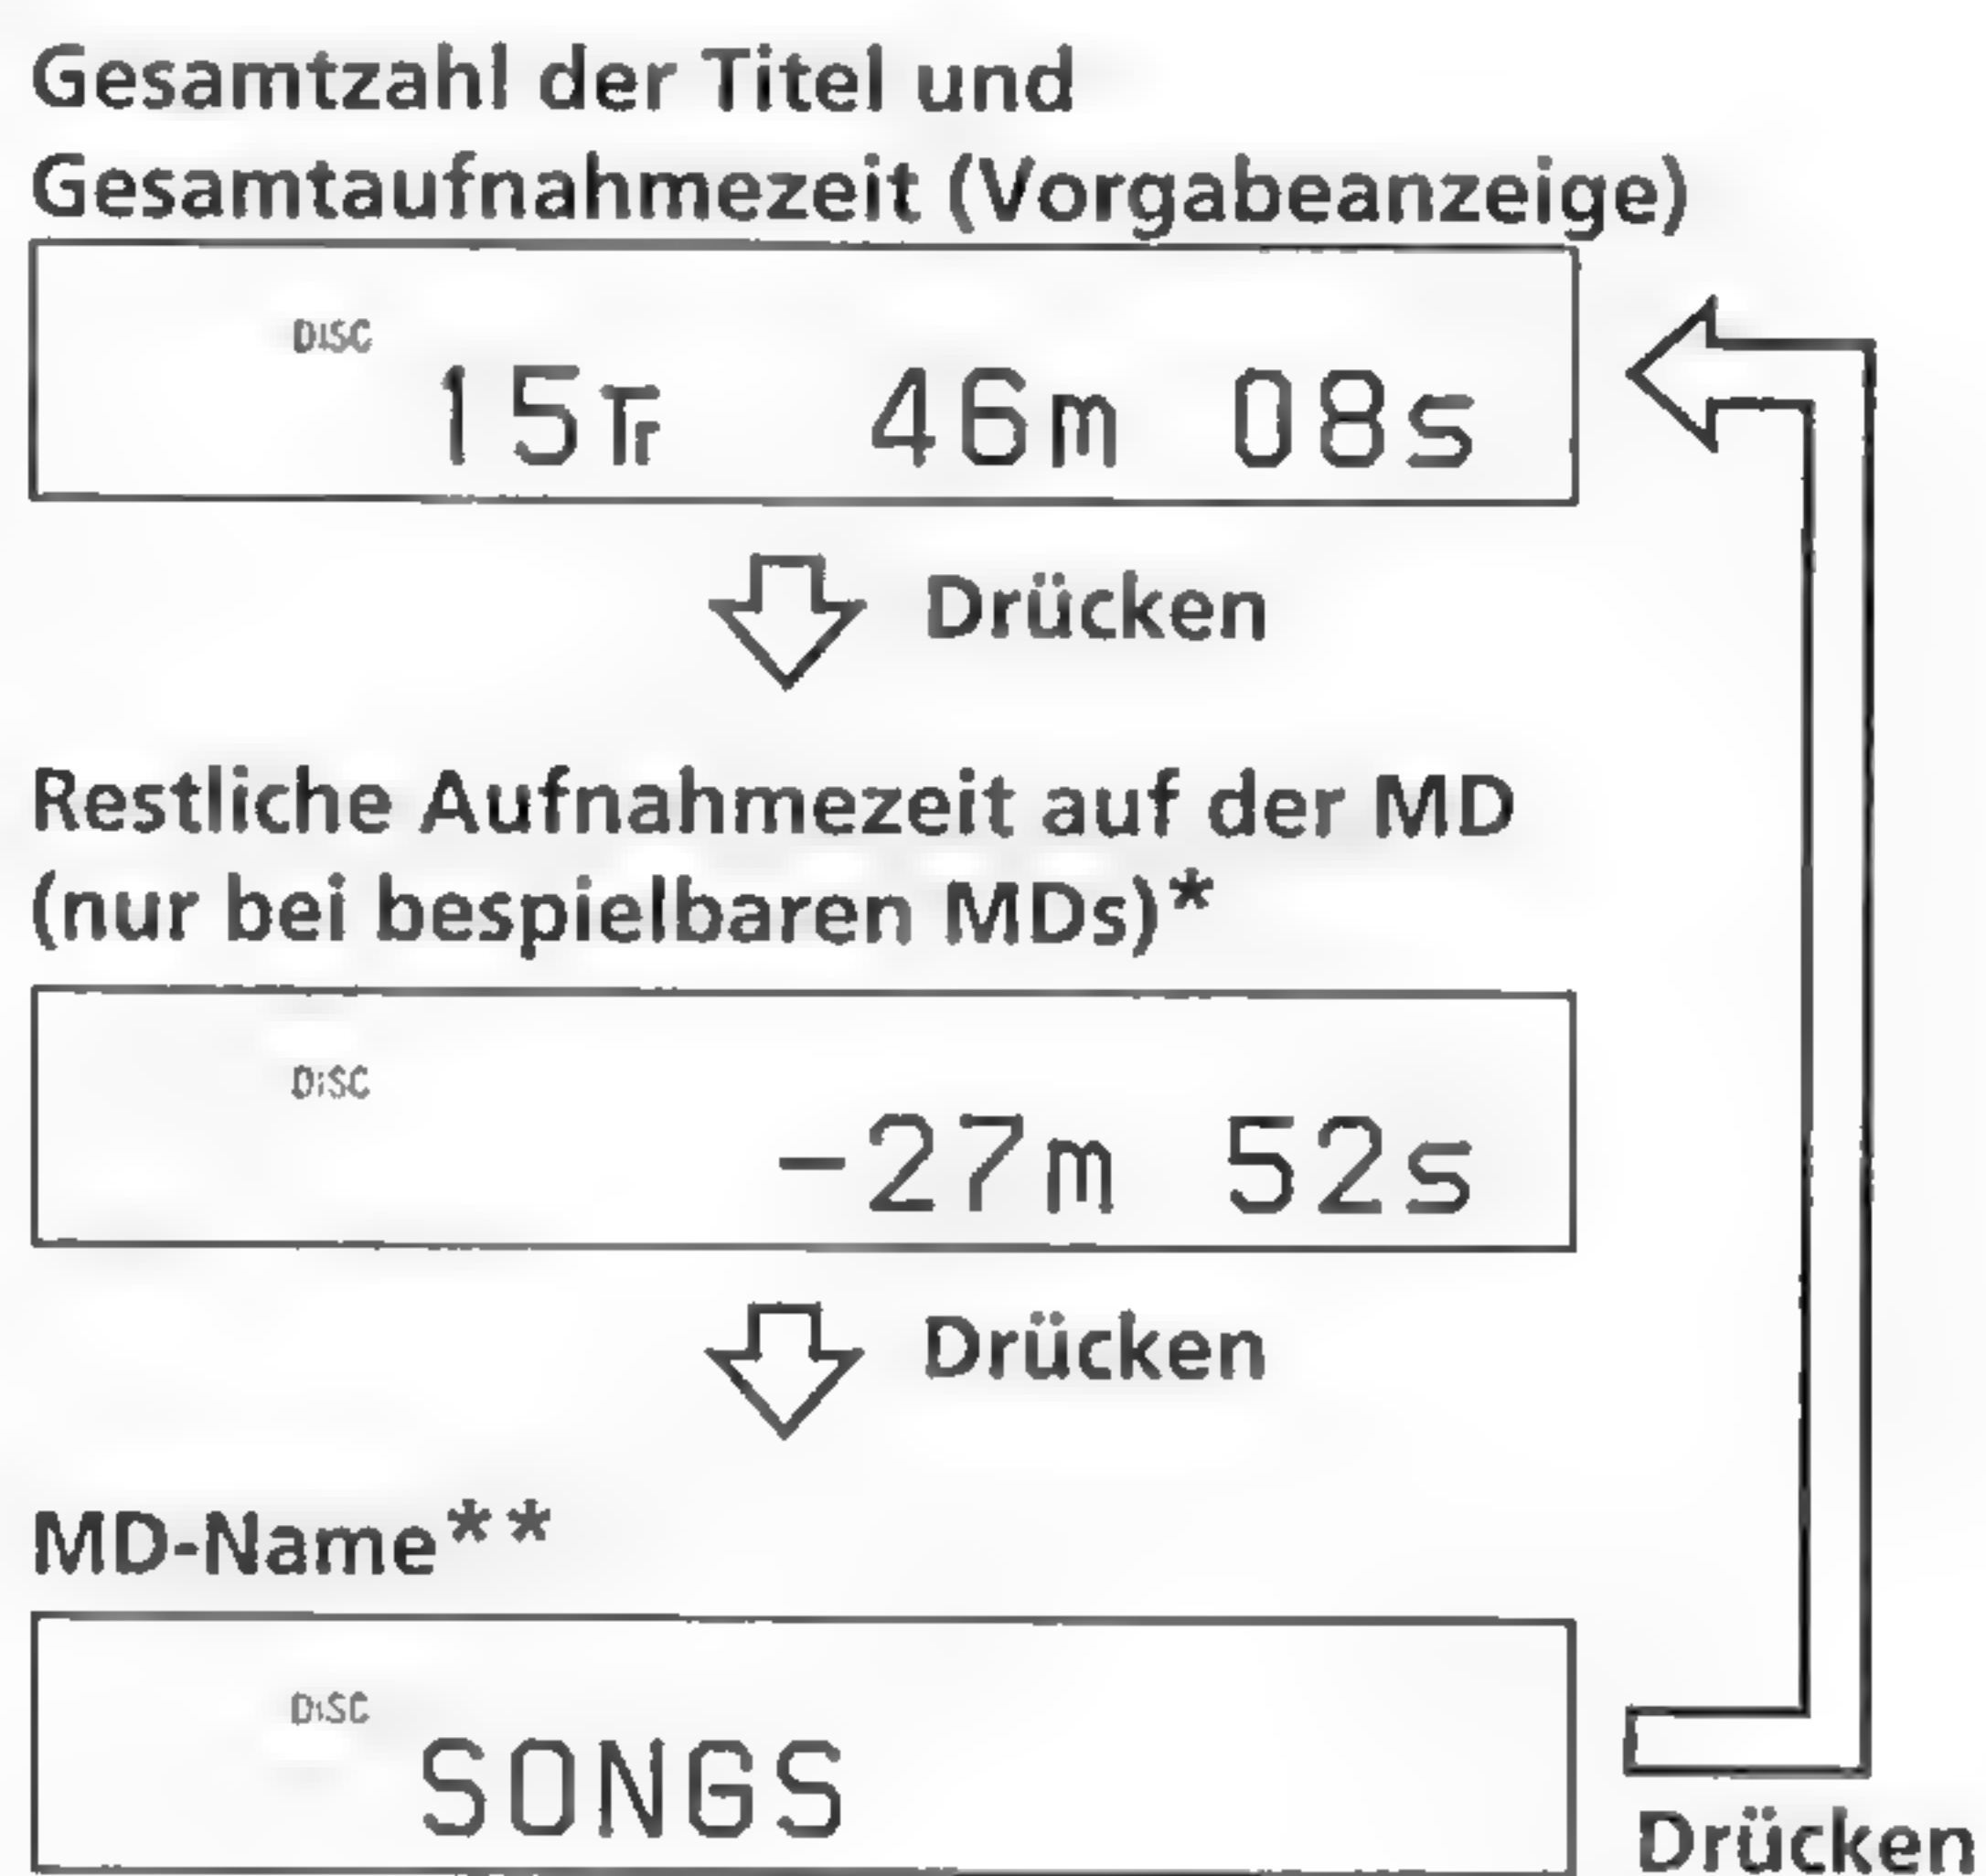 Gesamtzahl der Titel und
Gesamtaufnahmezeit (Vorgabeanzeige)
DISC
15Tr 46m 08s
Drücken
Restliche Aufnahmezeit auf der MD
(nur bei bespielbaren MDs)*
DISC
-27m 52s
Drücken
MD-Name**
DISC
SONGS
Drücken